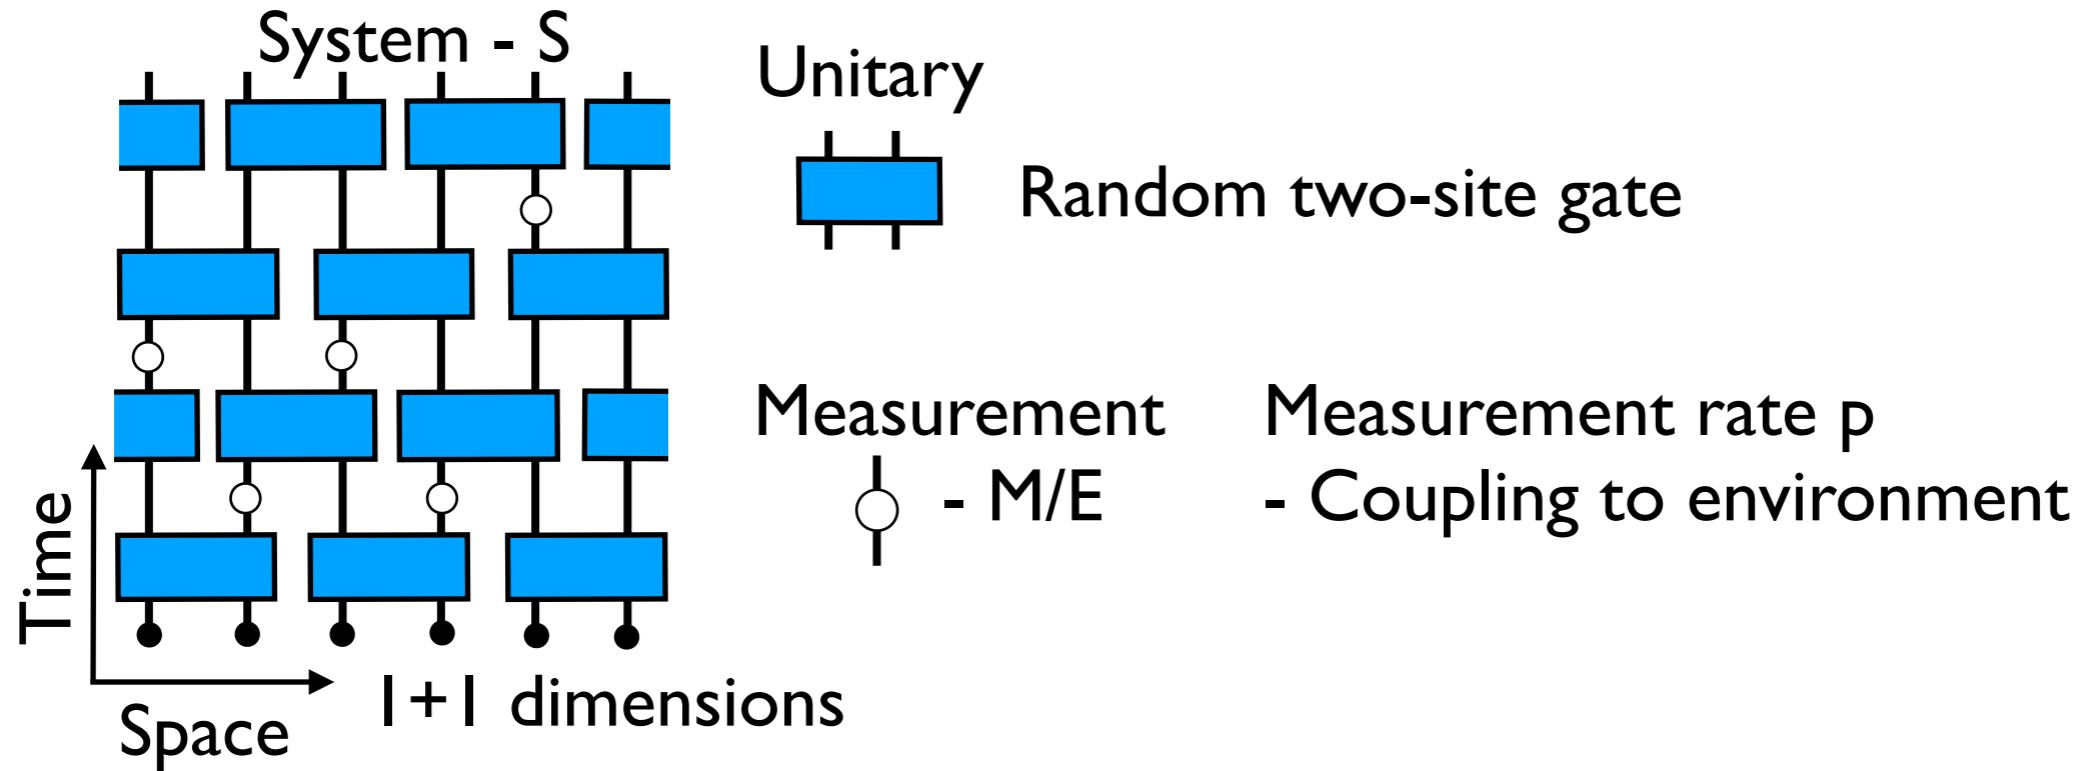 System - S
Unitary
Random two-site gate
Measurement
- M/E
Measurement rate p
- Coupling to environment
Time
Space
1+1 dimensions